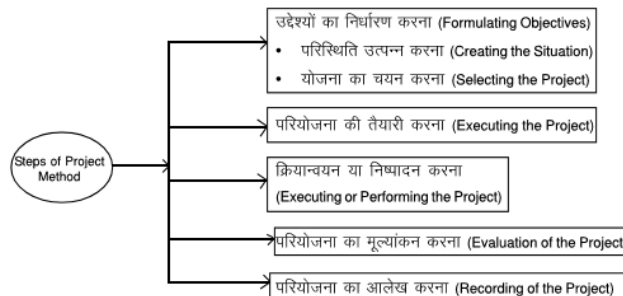 उद्देश्यों का निर्धारण करना (Formulating Objectives)
• परिस्थिति उत्पन्न करना (Creating the Situation)
• योजना का चयन करना (Selecting the Project)
परियोजना की तैयारी करना (Executing the Project)
Steps of Project
Method
क्रियान्वयन या निष्पादन करना
(Executing or Performing the Project)
परियोजना का मूल्यांकन करना (Evaluation of the Project
परियोजना का आलेख करना (Recording of the Project)